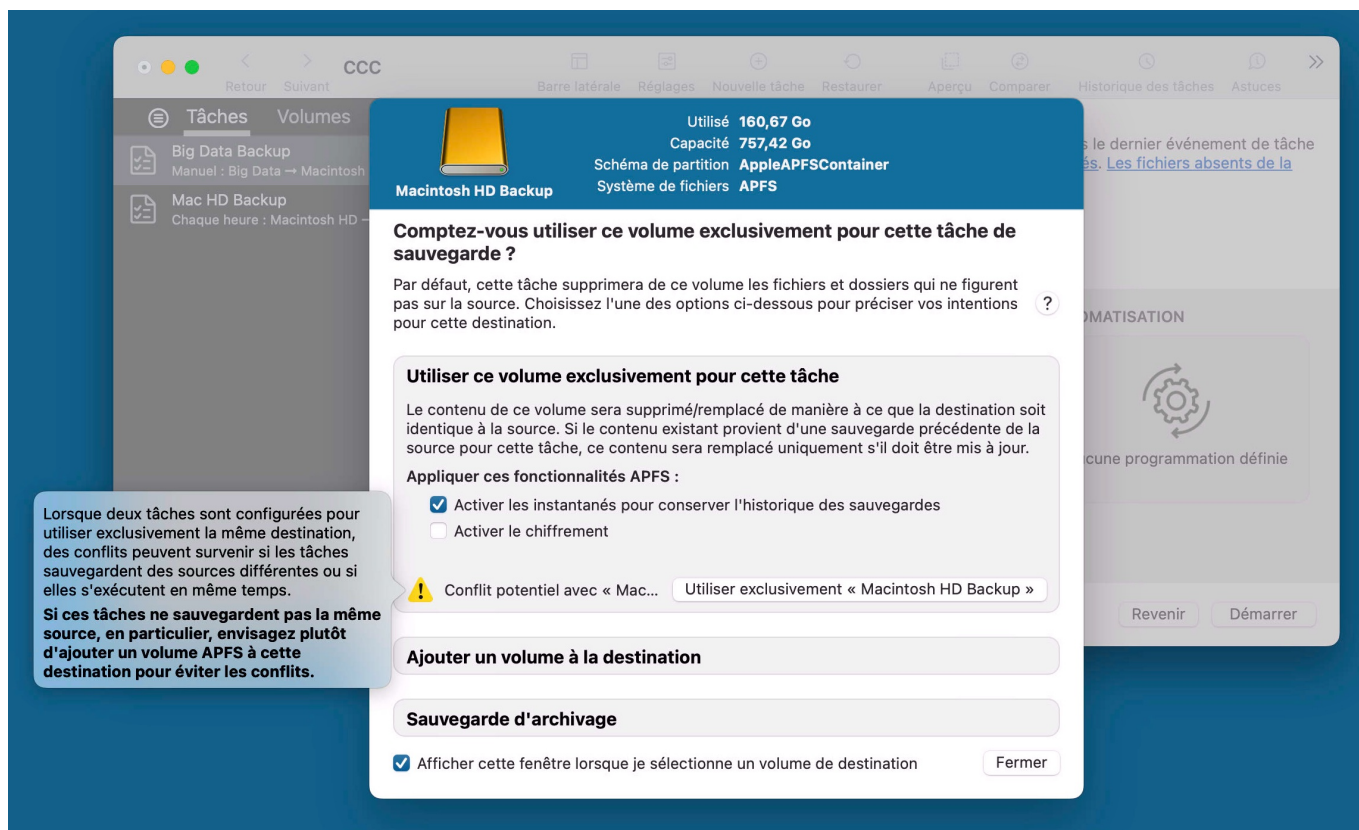 CCC
Retour Suivant
Barre latérale Réglages Nouvelle tâche Restaurer Aperçu Comparer Historique des tâches Astuces
Tâches Volumes
Big Data Backup
Manuel : Big Data → Macintosh
Mac HD Backup
Chaque heure : Macintosh HD
Macintosh HD Backup
Utilisé 160,67 Go
Capacité 757,42 Go
Schéma de partition AppleAPFSContainer
Système de fichiers APFS
le dernier événement de tâche
Les fichiers absents de la
Comptez-vous utiliser ce volume exclusivement pour cette tâche de
sauvegarde ?
Par défaut, cette tâche supprimera de ce volume les fichiers et dossiers qui ne figurent
pas sur la source. Choisissez l'une des options ci-dessous pour préciser vos intentions
pour cette destination.
?
Utiliser ce volume exclusivement pour cette tâche
Le contenu de ce volume sera supprimé/remplacé de manière à ce que la destination soit
identique à la source. Si le contenu existant provient d'une sauvegarde précédente de la
source pour cette tâche, ce contenu sera remplacé uniquement s'il doit être mis à jour.
Appliquer ces fonctionnalités APFS :
Activer les instantanés pour conserver l'historique des sauvegardes
Activer le chiffrement
Conflit potentiel avec « Mac...
Utiliser exclusivement « Macintosh HD Backup »
Ajouter un volume à la destination
Sauvegarde d'archivage
Afficher cette fenêtre lorsque je sélectionne un volume de destination
Fermer
OMATISATION
cune programmation définie
Revenir
Démarrer
Lorsque deux tâches sont configurées pour
utiliser exclusivement la même destination,
des conflits peuvent survenir si les tâches
sauvegardent des sources différentes ou si
elles s'exécutent en même temps.
Si ces tâches ne sauvegardent pas la même
source, en particulier, envisagez plutôt
d'ajouter un volume APFS à cette
destination pour éviter les conflits.